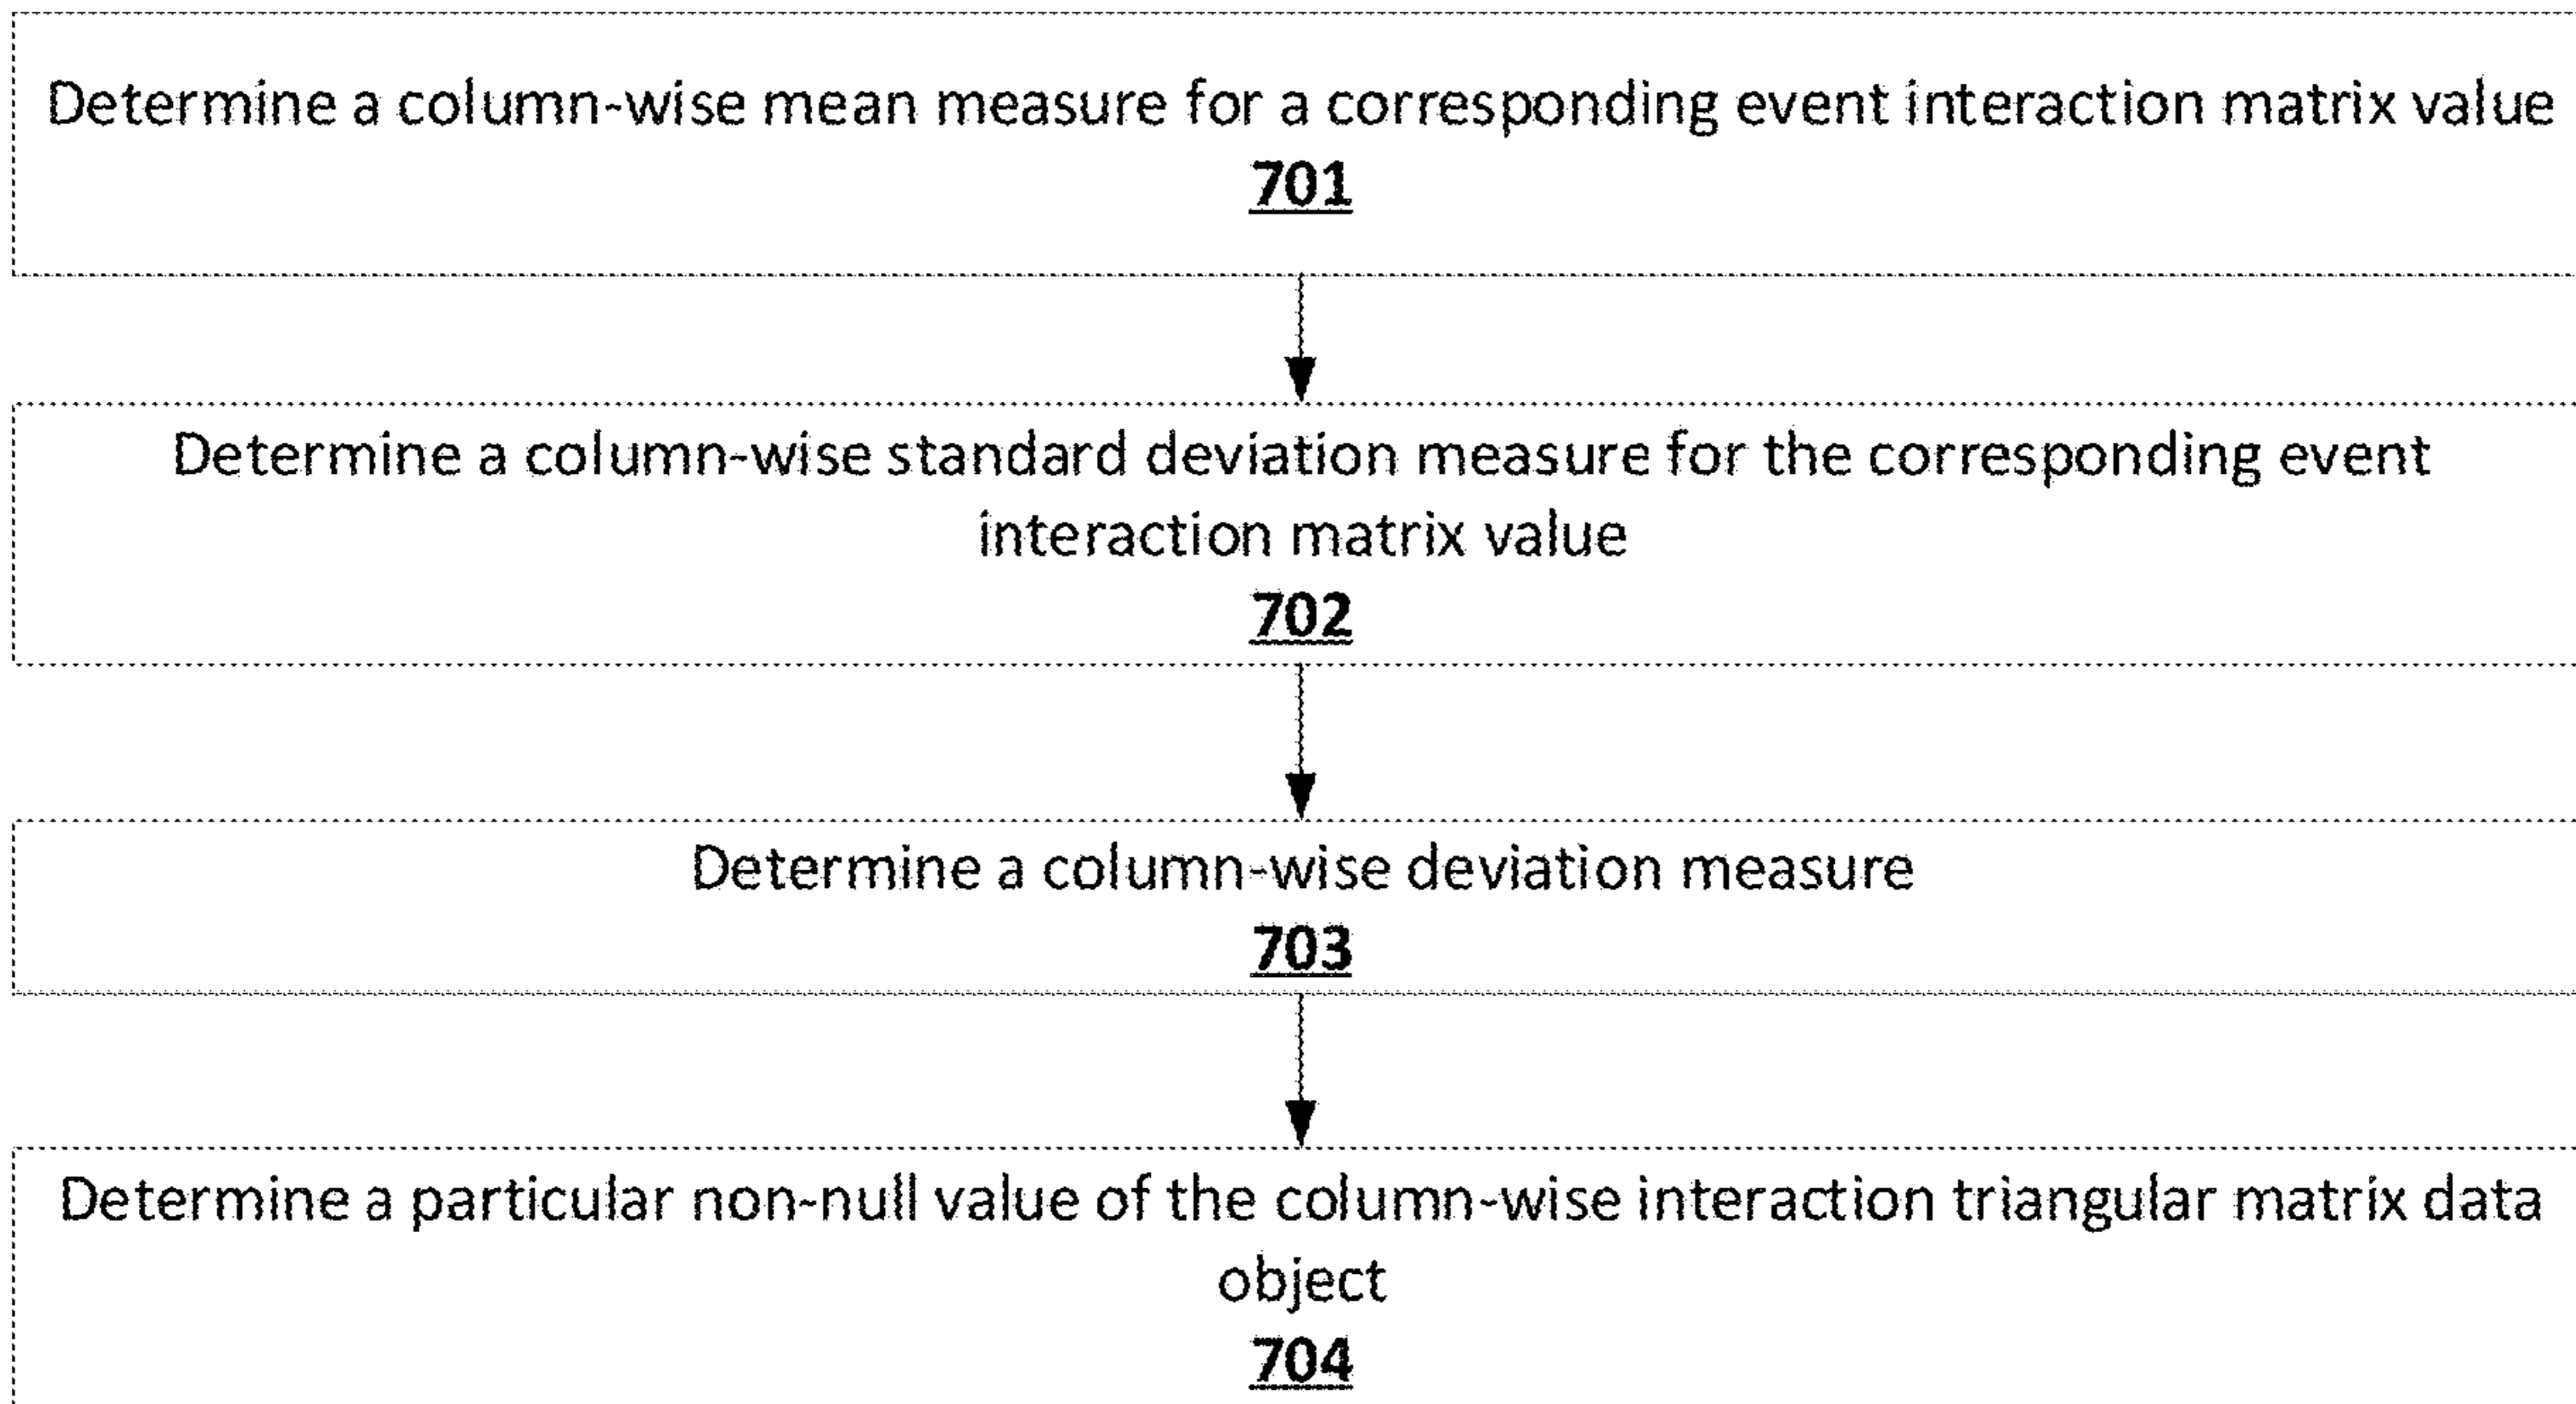 Determine a column-wise mean measure for a corresponding event interaction matrix value
701
Determine a column-wise standard deviation measure for the corresponding event
interaction matrix value
702
Determine a column-wise deviation measure
703
Determine a particular non-null value of the column-wise interaction triangular matrix data
object
704